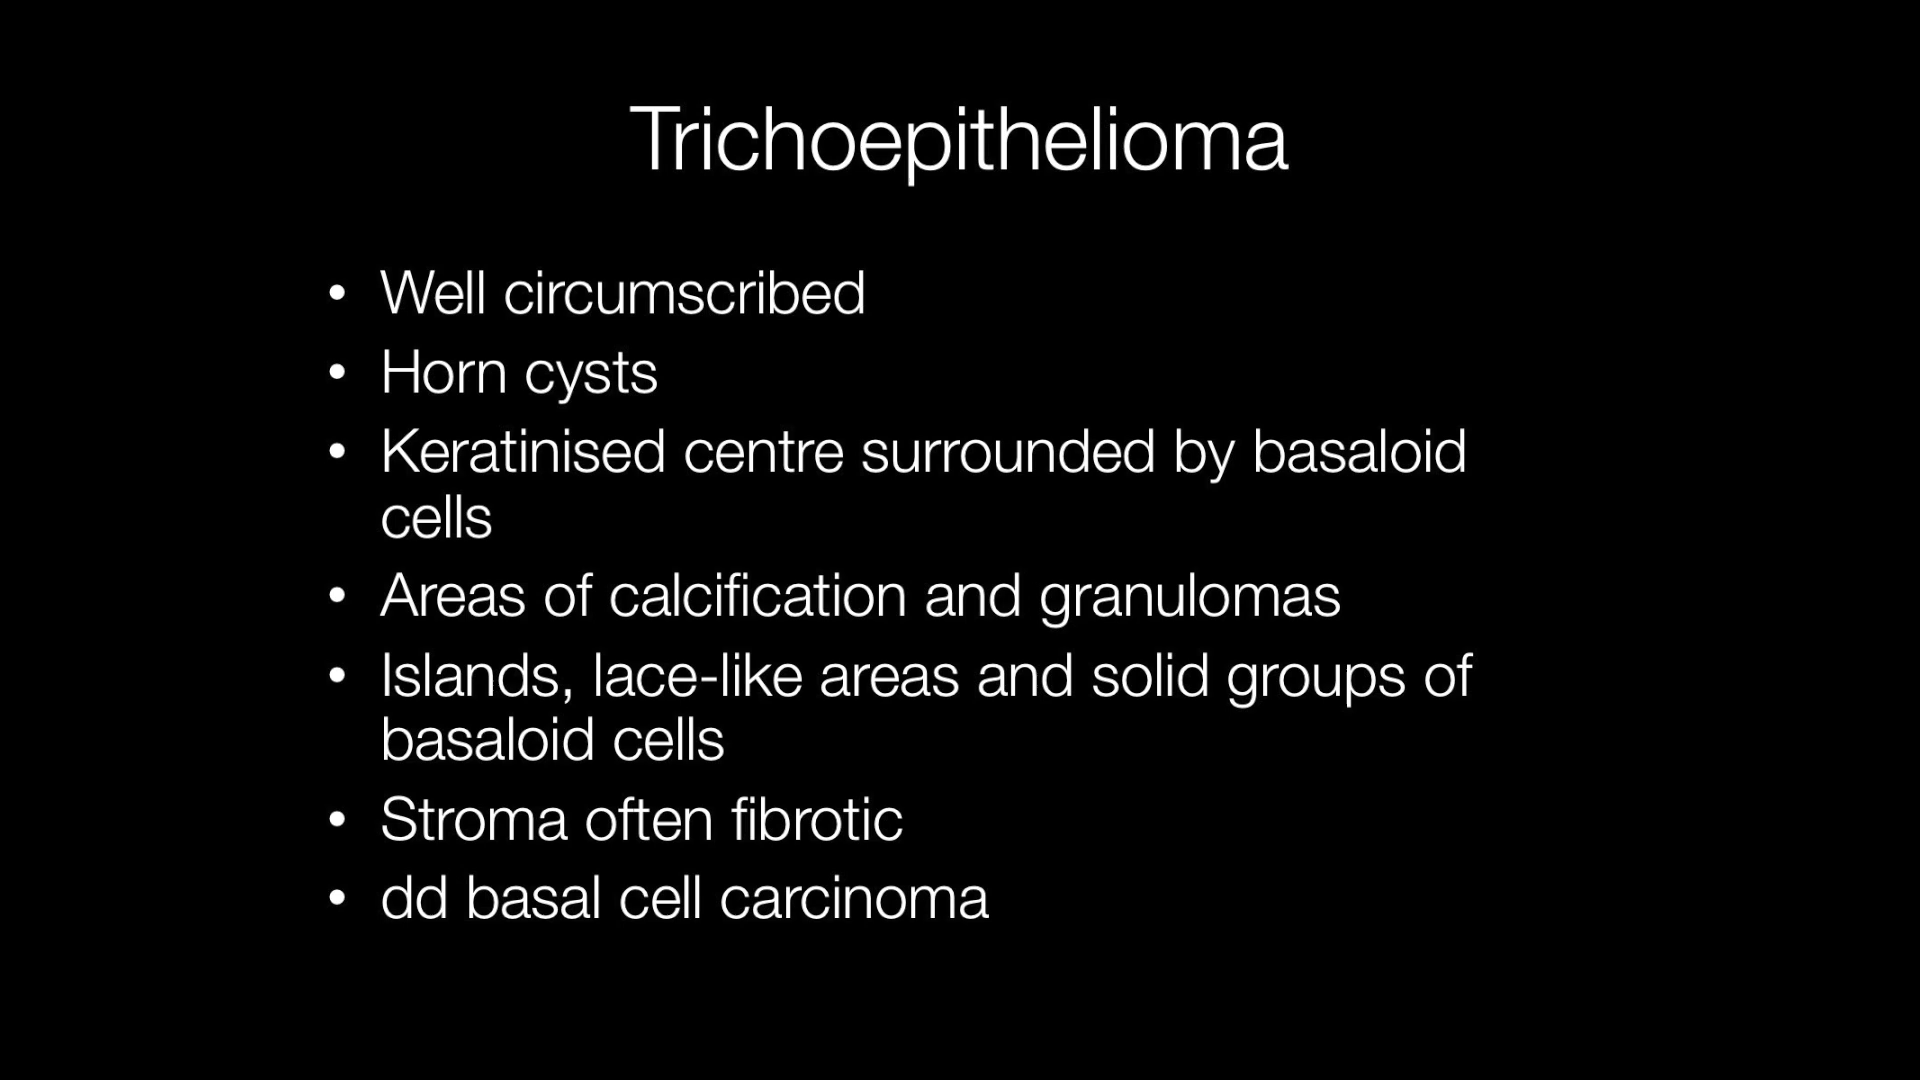 Trichoepithelioma
• Well circumscribed
• Horn cysts
• Keratinised centre surrounded by basaloid
cells
• Areas of calcification and granulomas
• Islands, lace-like areas and solid groups of
basaloid cells
• Stroma often fibrotic
• dd basal cell carcinoma